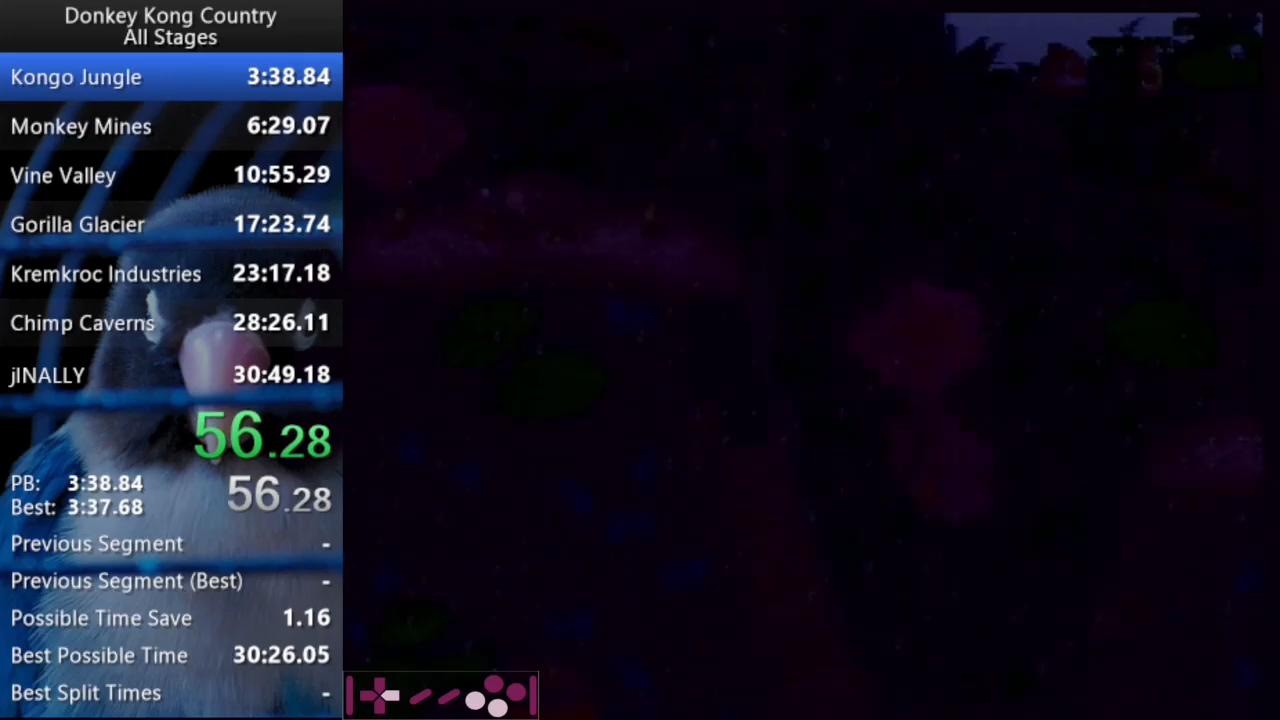 Donkey Kong Country
All Stages
Kongo Jungle 3:38.84
Monkey Mines 6:29.07
Vine Valley 10:55.29
Gorilla Glacier 17:23.74
Kremkroc Industries 23:17.18
Chimp Caverns 28:26.11
jINALLY 30:49.18
56.28
PB: 3:38.84 56.28
Best: 3:37.68
Previous Segment -
Previous Segment (Best) -
Possible Time Save 1.16
Best Possible Time 30:26.05
Best Split Times -